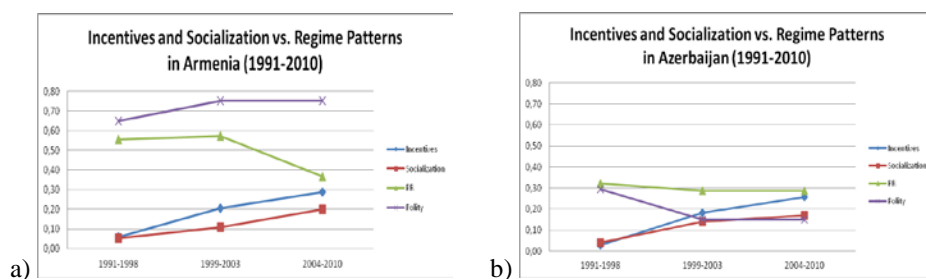 Incentives and Socialization vs. Regime Patterns
in Armenia (1991-2010)
0,80
0,70
0,60
0,50
0,40
0,30
0,20
0,10
0,00
1991-1998
1999-2003
2004-2010
Incentives
Socialization
FR
Polity
a)
Incentives and Socialization vs. Regime Patterns
in Azerbaijan (1991-2010)
0,80
0,70
0,60
0,50
0,40
0,30
0,20
0,10
0,00
1991-1998
1999-2003
2004-2010
Incentives
Socialization
Polity
b)